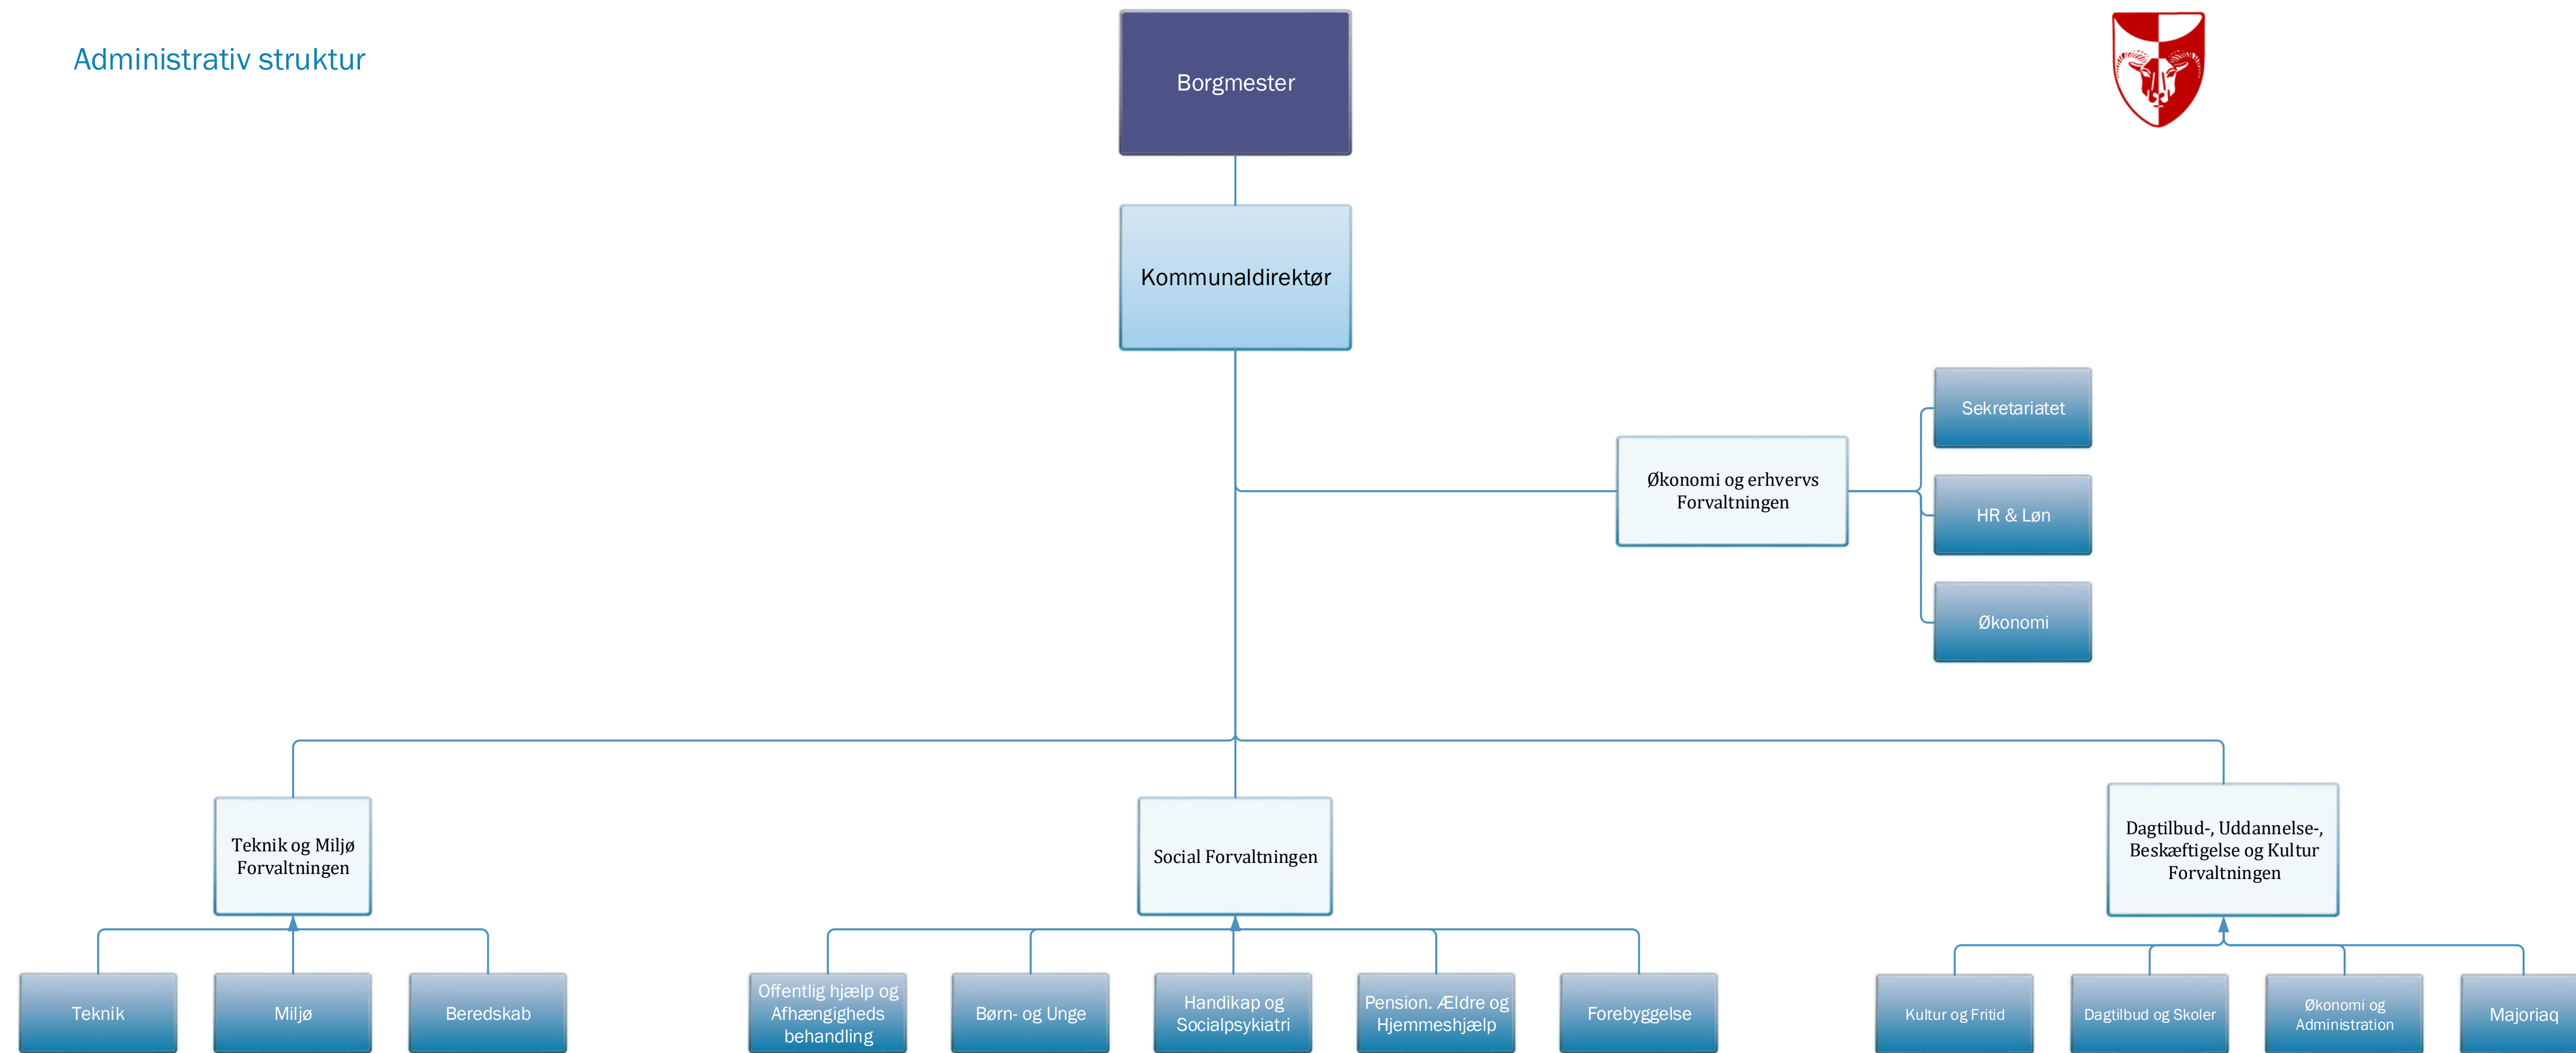 Administrativ struktur
Borgmester
Kommunaldirektør
Sekretariatet
Økonomi og erhvervs
Forvaltningen
HR & Løn
Økonomi
Teknik og Miljø
Forvaltningen
Social Forvaltningen
Dagtilbud-, Uddannelse-,
Beskæftigelse og Kultur
Forvaltningen
Teknik
Miljø
Beredskab
Offentlig hjælp og
Afhængigheds
behandling
Børn- og Unge
Handikap og
Socialpsykiatri
Pension. Ældre og
Hjemmeshjælp
Forebyggelse
Kultur og Fritid
Dagtilbud og Skoler
Økonomi og
Administration
Majoriaq